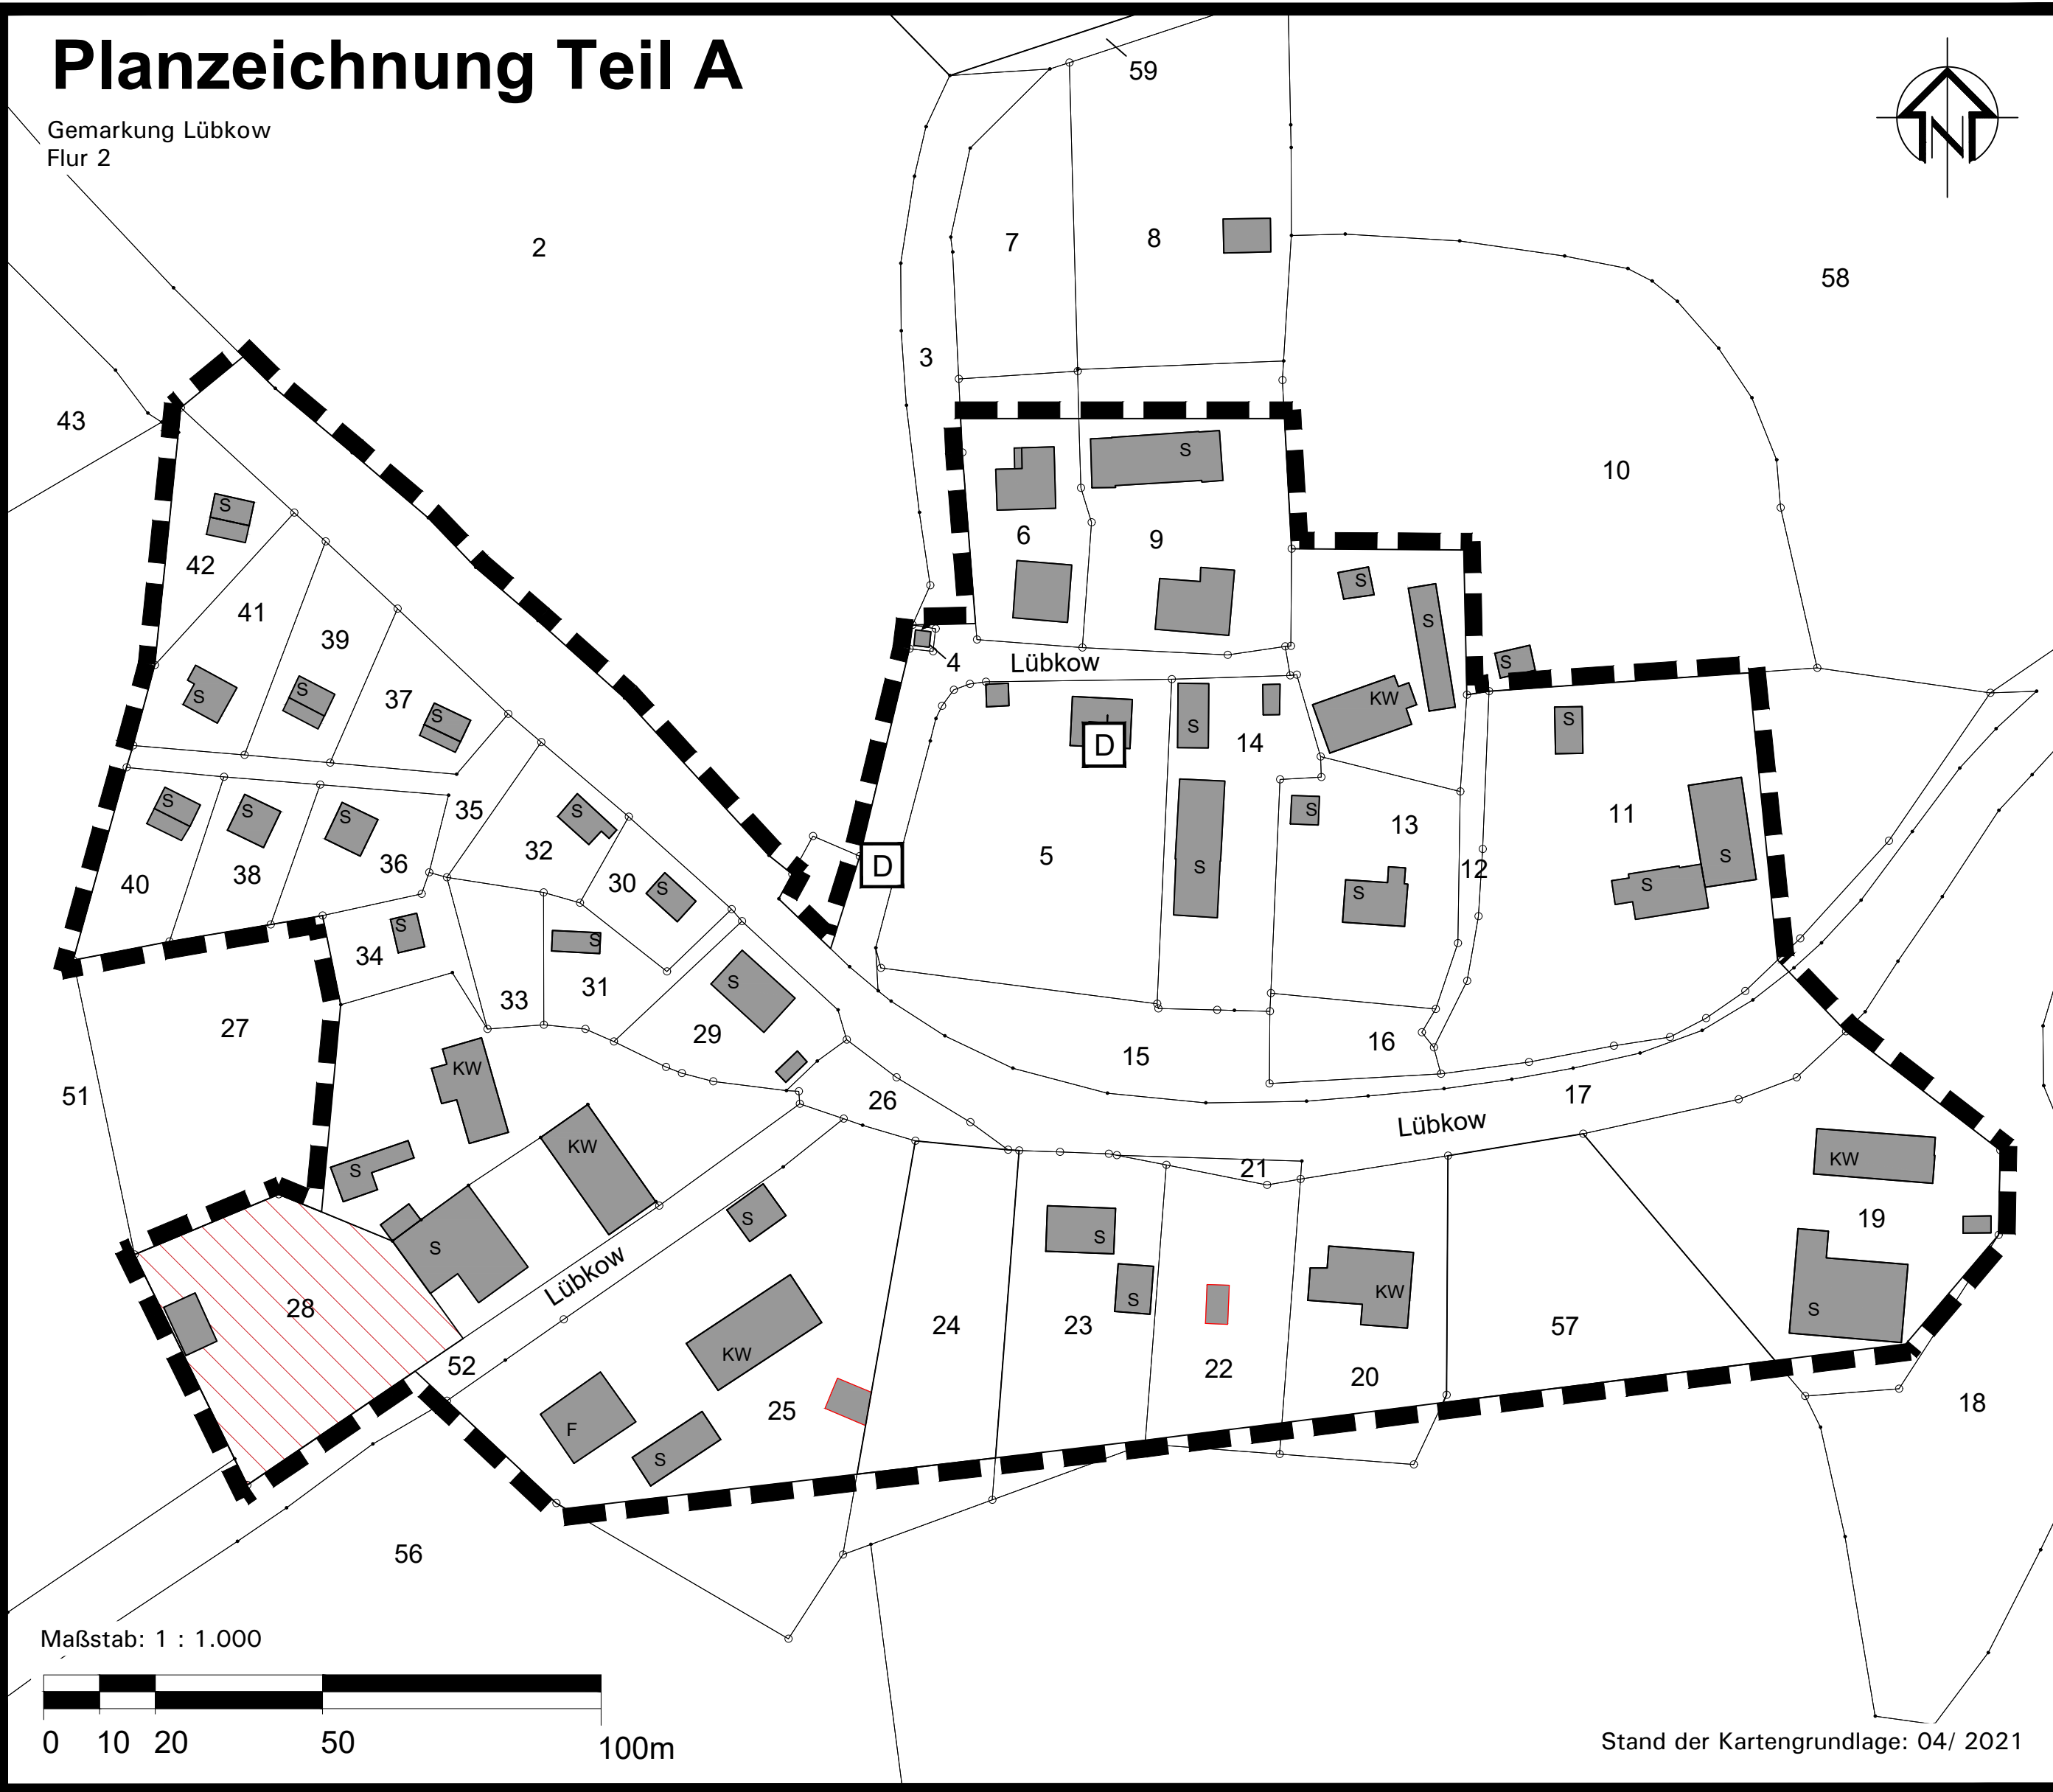 Planzeichnung Teil A
Gemarkung Lübkow
Flur 2
N
59
2
7
8
58
3
43
10
S
S
6
9
42
41
39
S
S
4
Lübkow
S
S
S
37
S
KW
S
S
14
D
S
35
S
S
S
S
S
13
11
32
5
D
12
36
40
38
30
S
S
S
S
S
S
S
34
31
33
S
27
29
16
15
KW
51
26
17
Lübkow
KW
KW
S
21
S
19
S
S
S
Lübkow
28
S
KW
S
24
23
57
KW
52
22
20
25
18
F
S
56
Maßstab: 1 : 1.000
0 10 20 50 100m
Stand der Kartengrundlage: 04/ 2021